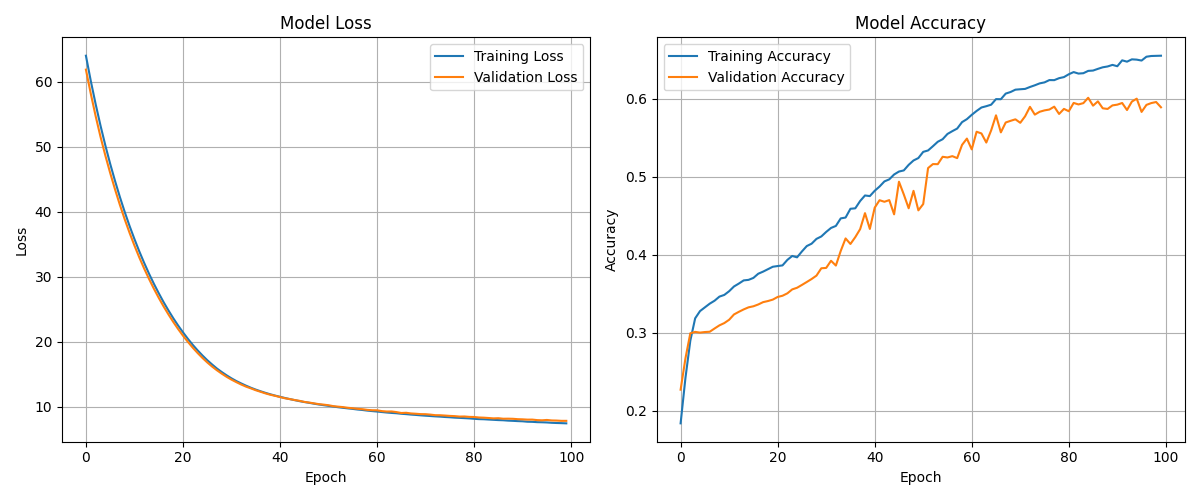 Model Loss
Training Loss
Validation Loss
Loss
60
50
40
30
20
10
0
20
40
60
80
100
Epoch
Model Accuracy
Training Accuracy
Validation Accuracy
Accuracy
0.6
0.5
0.4
0.3
0.2
0
20
40
60
80
100
Epoch